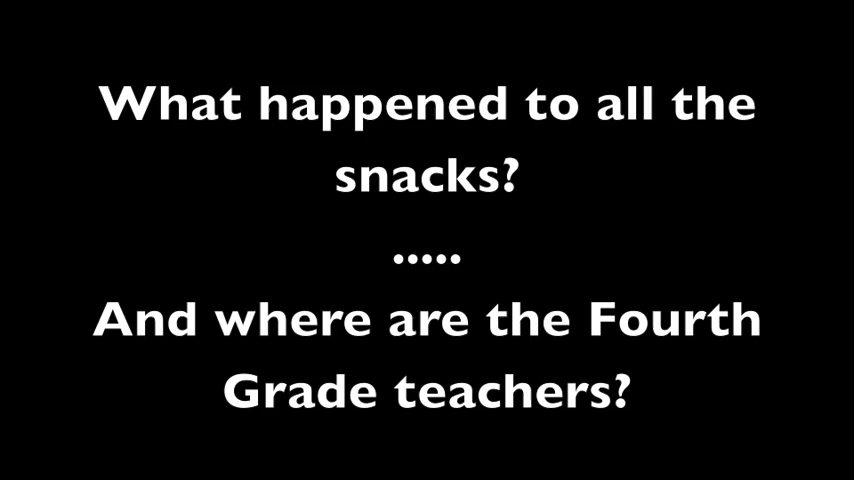 What happened to all the
snacks?
.....
And where are the Fourth
Grade teachers?